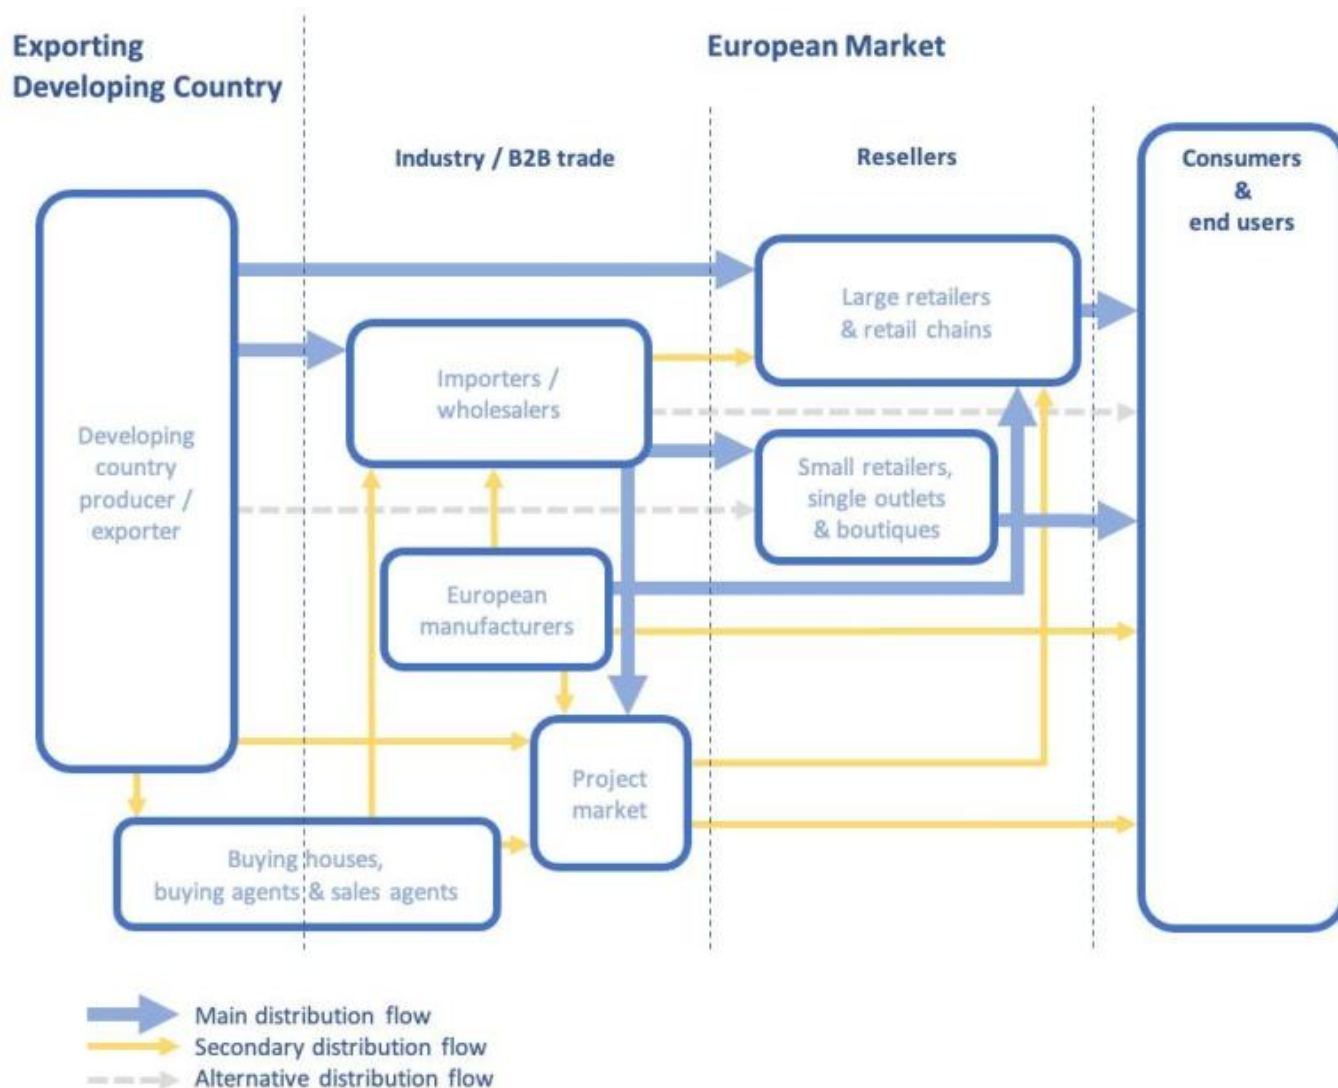 Exporting
Developing Country
European Market
Industry / B2B trade
Resellers
Consumers
&
end users
Developing
country
producer /
exporter
Importers /
wholesalers
Large retailers
& retail chains
Small retailers,
single outlets
& boutiques
European
manufacturers
Project
market
Buying houses,
buying agents & sales agents
Main distribution flow
Secondary distribution flow
Alternative distribution flow